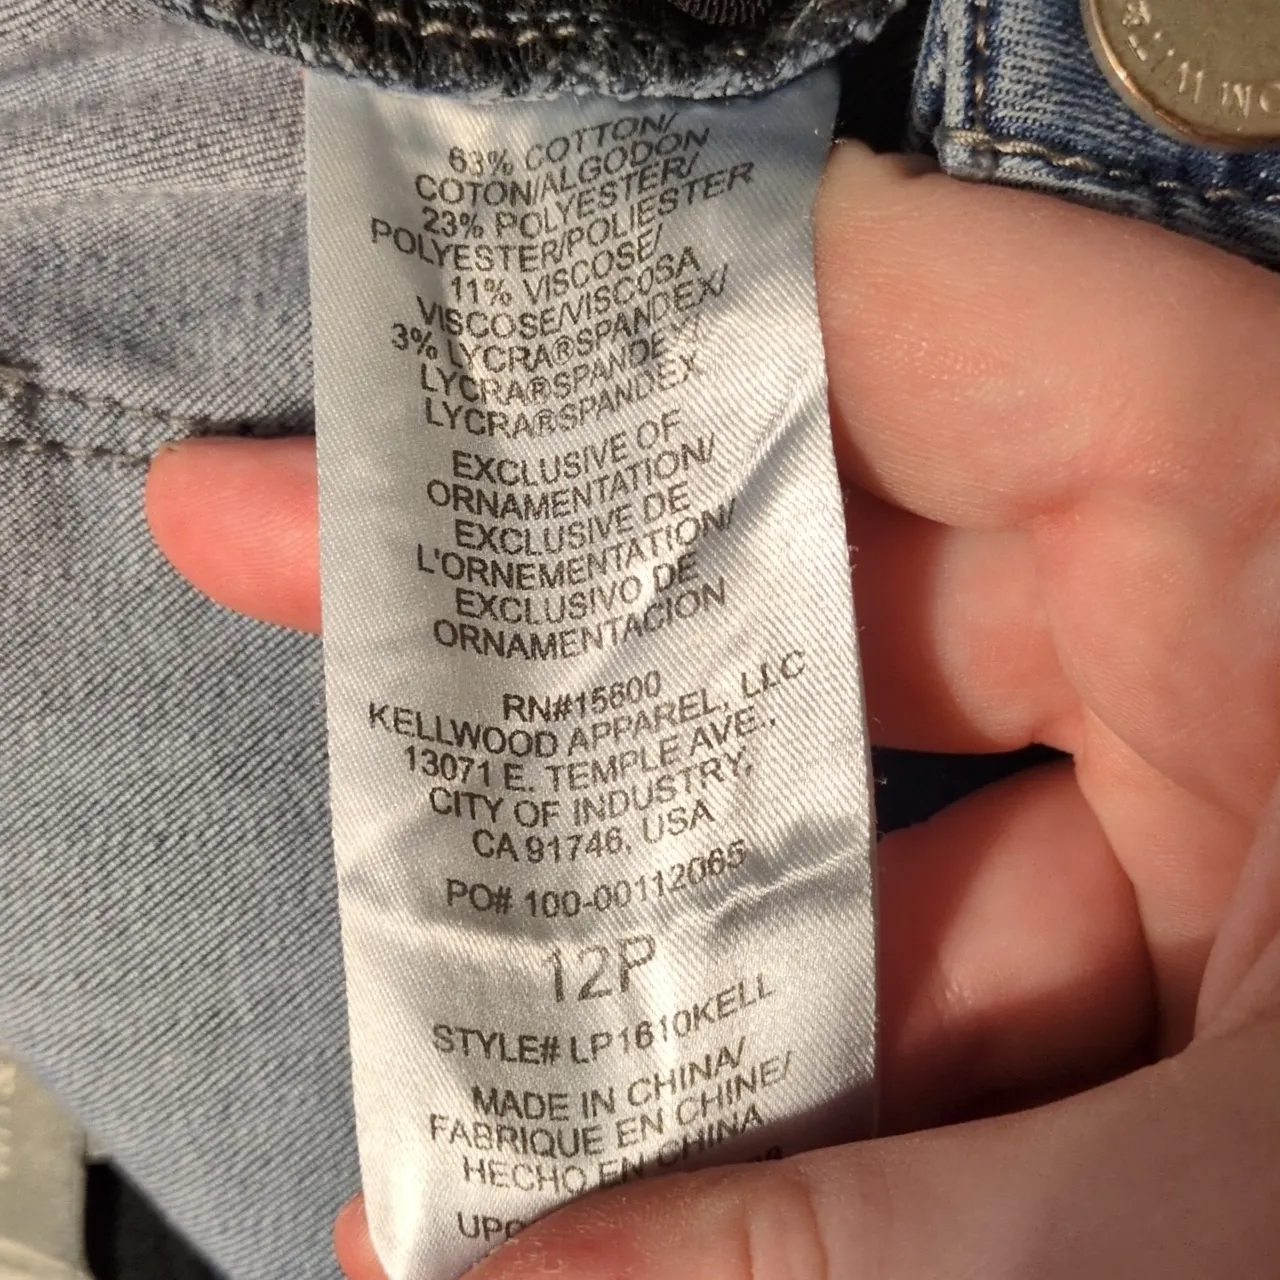 63% COTTON/
COTON/ALGODON
23% POLYESTER/
POLYESTER/POLIESTER
11% VISCOSE/
VISCOSE/VISCOSA
3% LYCRA®SPANDEX/
LYCRA®SPANDEX/
LYCRA®SPANDEX
EXCLUSIVE OF
ORNAMENTATION/
EXCLUSIVE DE
L'ORNEMENTATION/
EXCLUSIVO DE
ORNAMENTACION
RN#15800
KELLWOOD APPAREL, LLC
13071 E. TEMPLE AVE.,
CITY OF INDUSTRY,
CA 91746, USA
PO# 100-00112065
12P
STYLE# LP1610KELL
MADE IN CHINA/
FABRIQUE EN CHINE/
HECHO EN CHINA
UPC